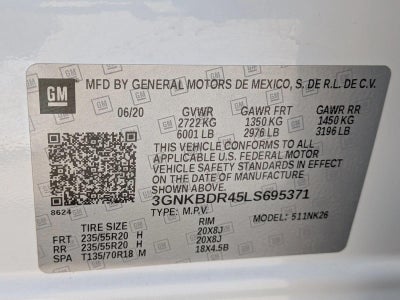 GM
MFD BY GENERAL MOTORS DE MEXICO, S. DE R.L. DE C.V.
06/20 GVWR GAWR FRT GAWR RR
2722 KG 1350 KG 1450 KG
6001 LB 2976 LB 3196 LB
THIS VEHICLE CONFORMS TO ALL
APPLICABLE U.S. FEDERAL MOTOR
VEHICLE SAFETY STANDARDS IN EFFECT
ON THE DATE OF MANUFACTURE
SHOWN ABOVE.
3GNKBDR45LS695371
8624 TYPE: M.P.V. MODEL: 511NK26
TIRE SIZE RIM
FRT 235/55R20 H 20X8J
RR 235/55R20 H 20X8J
SPA T135/70R18 M 18X4.5B